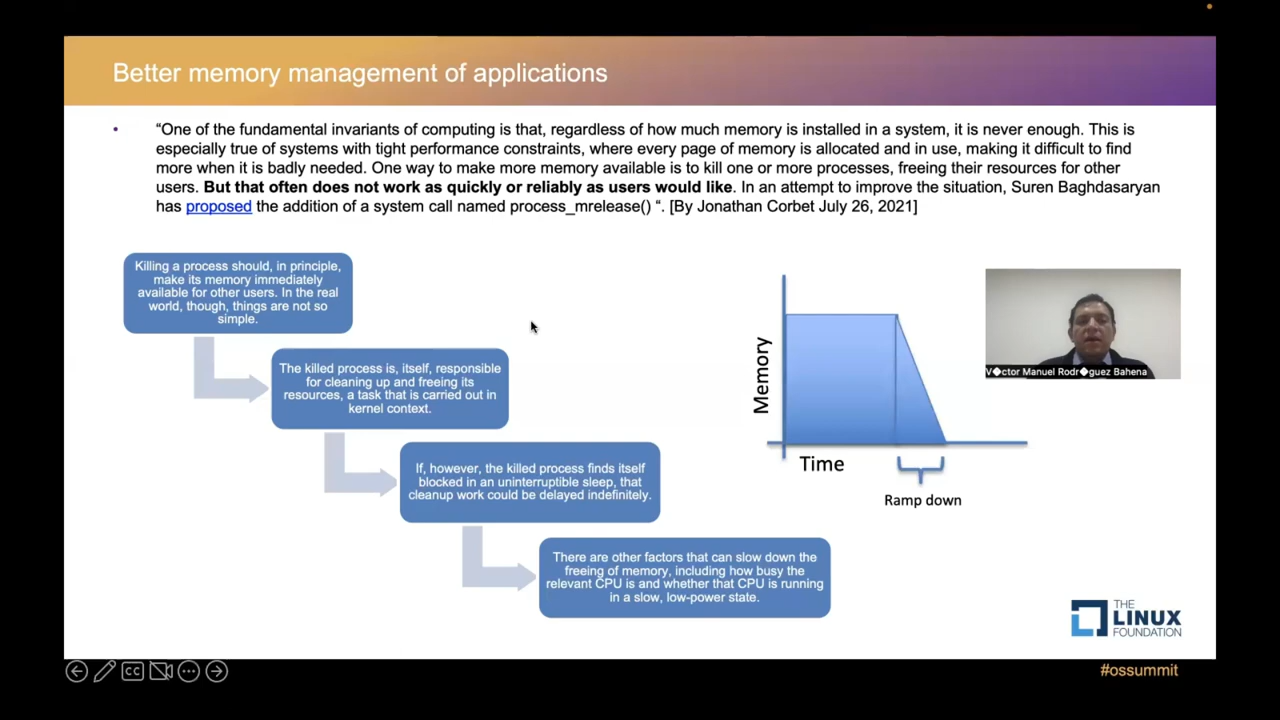 Better memory management of applications
• “One of the fundamental invariants of computing is that, regardless of how much memory is installed in a system, it is never enough. This is
especially true of systems with tight performance constraints, where every page of memory is allocated and in use, making it difficult to find
more when it is badly needed. One way to make more memory available is to kill one or more processes, freeing their resources for other
users. But that often does not work as quickly or reliably as users would like. In an attempt to improve the situation, Suren Baghdasaryan
has proposed the addition of a system call named process_mrelease() “. [By Jonathan Corbet July 26, 2021]
Killing a process should, in principle,
make its memory immediately
available for other users. In the real
world, though, things are not so
simple.
The killed process is, itself, responsible
for cleaning up and freeing its
resources, a task that is carried out in
kernel context.
If, however, the killed process finds itself
blocked in an uninterruptible sleep, that
cleanup work could be delayed indefinitely.
There are other factors that can slow down the
freeing of memory, including how busy the
relevant CPU is and whether that CPU is running
in a slow, low-power state.
Memory
Time
Ramp down
V�ctor Manuel Rodr�guez Bahena
THE
LINUX
FOUNDATION
CC
#ossummit